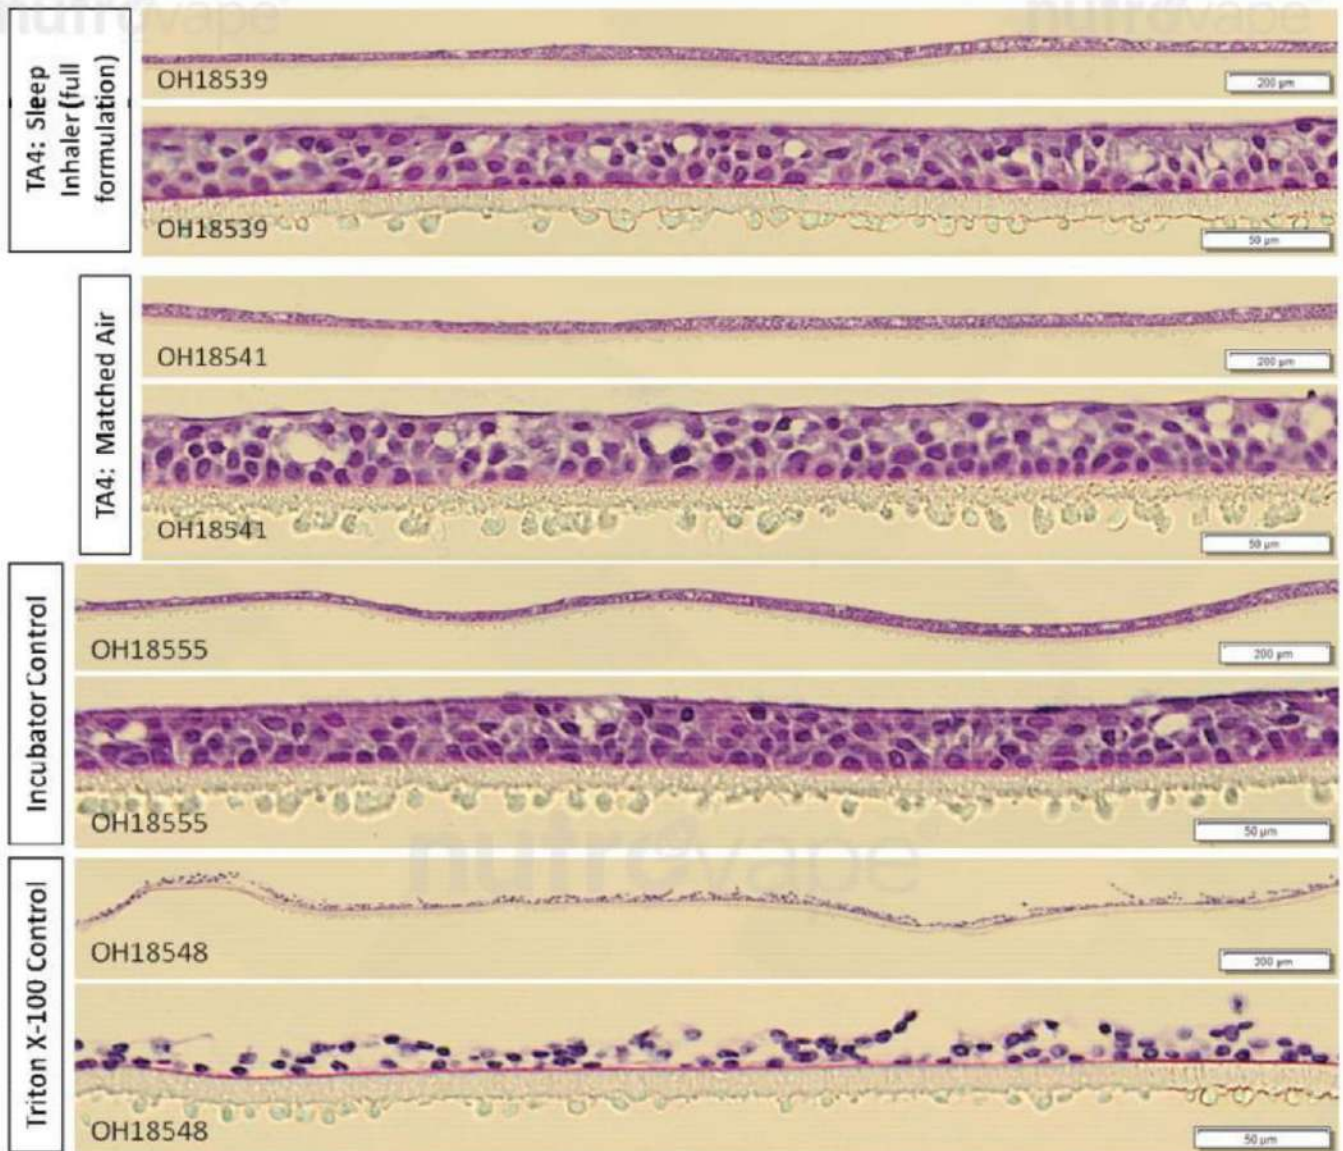 nutrovape
nutrovape
TA4: Sleep
Inhaler (full
formulation)
OH18539
200 µm
OH18539
50 µm
TA4: Matched Air
OH18541
200 µm
OH18541
50 µm
Incubator Control
OH18555
200 µm
OH18555
50 µm
nutrovape
Triton X-100 Control
OH18548
200 µm
OH18548
50 µm